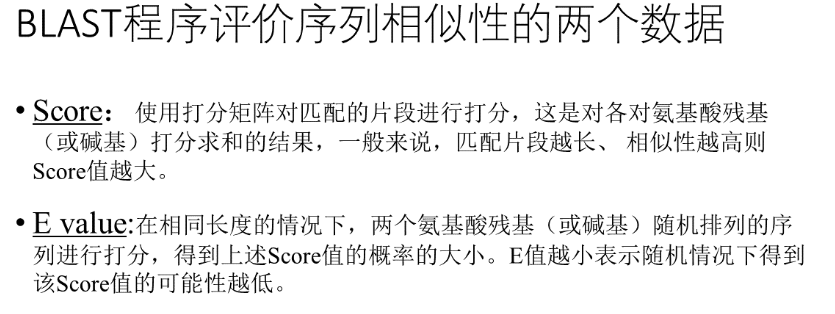 BLAST程序评价序列相似性的两个数据
• Score： 使用打分矩阵对匹配的片段进行打分，这是对各对氨基酸残基
（或碱基）打分求和的结果，一般来说，匹配片段越长、 相似性越高则
Score值越大。
• E value:在相同长度的情况下，两个氨基酸残基（或碱基）随机排列的序
列进行打分，得到上述Score值的概率的大小。E值越小表示随机情况下得到
该Score值的可能性越低。